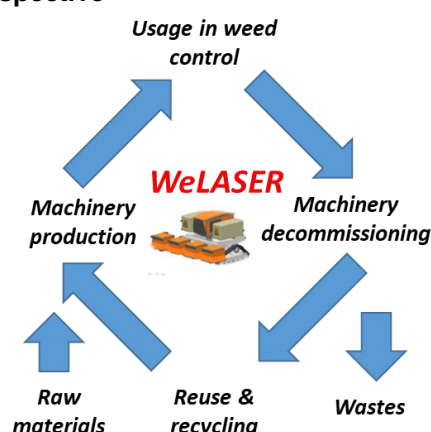 Usage in weed
control
WeLASER
Machinery
production
Machinery
decommissioning
Raw
materials
Reuse &
recycling
Wastes